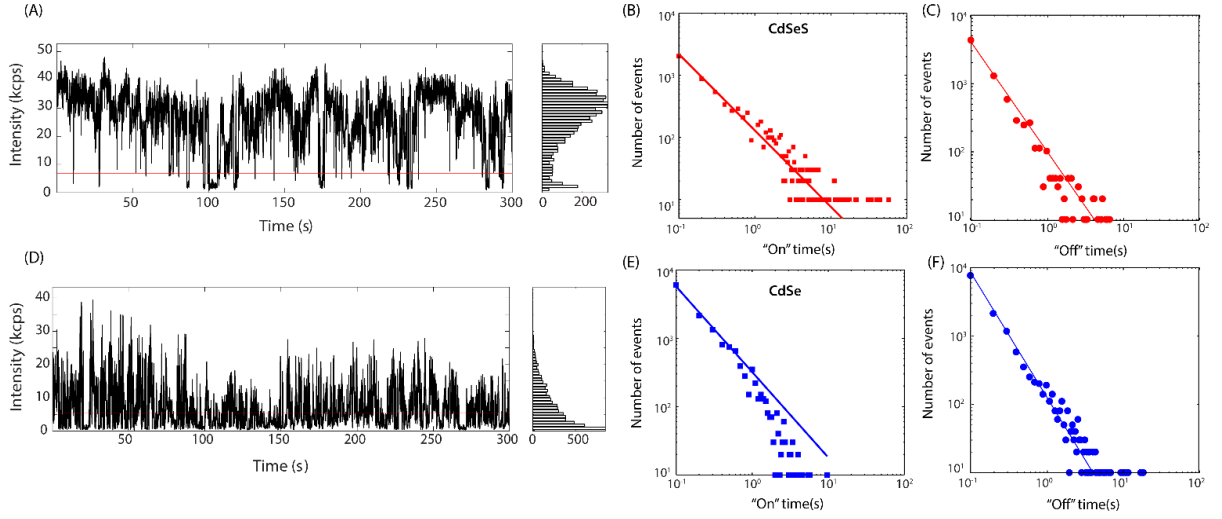 (A)
Intensity (kcps)
50
40
30
20
10
0
50 100 150 200 250 300
Time (s)
0 200
(B)
CdSeS
Number of events
10⁴
10³
10²
10¹
10⁻¹ 10⁰ 10¹ 10²
"On" time(s)
(C)
Number of events
10⁴
10³
10²
10¹
10⁻¹ 10⁰ 10¹ 10²
"Off" time(s)
(D)
Intensity (kcps)
40
30
20
10
0
50 100 150 200 250 300
Time (s)
0 500
(E)
CdSe
Number of events
10⁴
10³
10²
10¹
10⁻¹ 10⁰ 10¹ 10²
"On" time(s)
(F)
Number of events
10⁴
10³
10²
10¹
10⁻¹ 10⁰ 10¹ 10²
"Off" time(s)